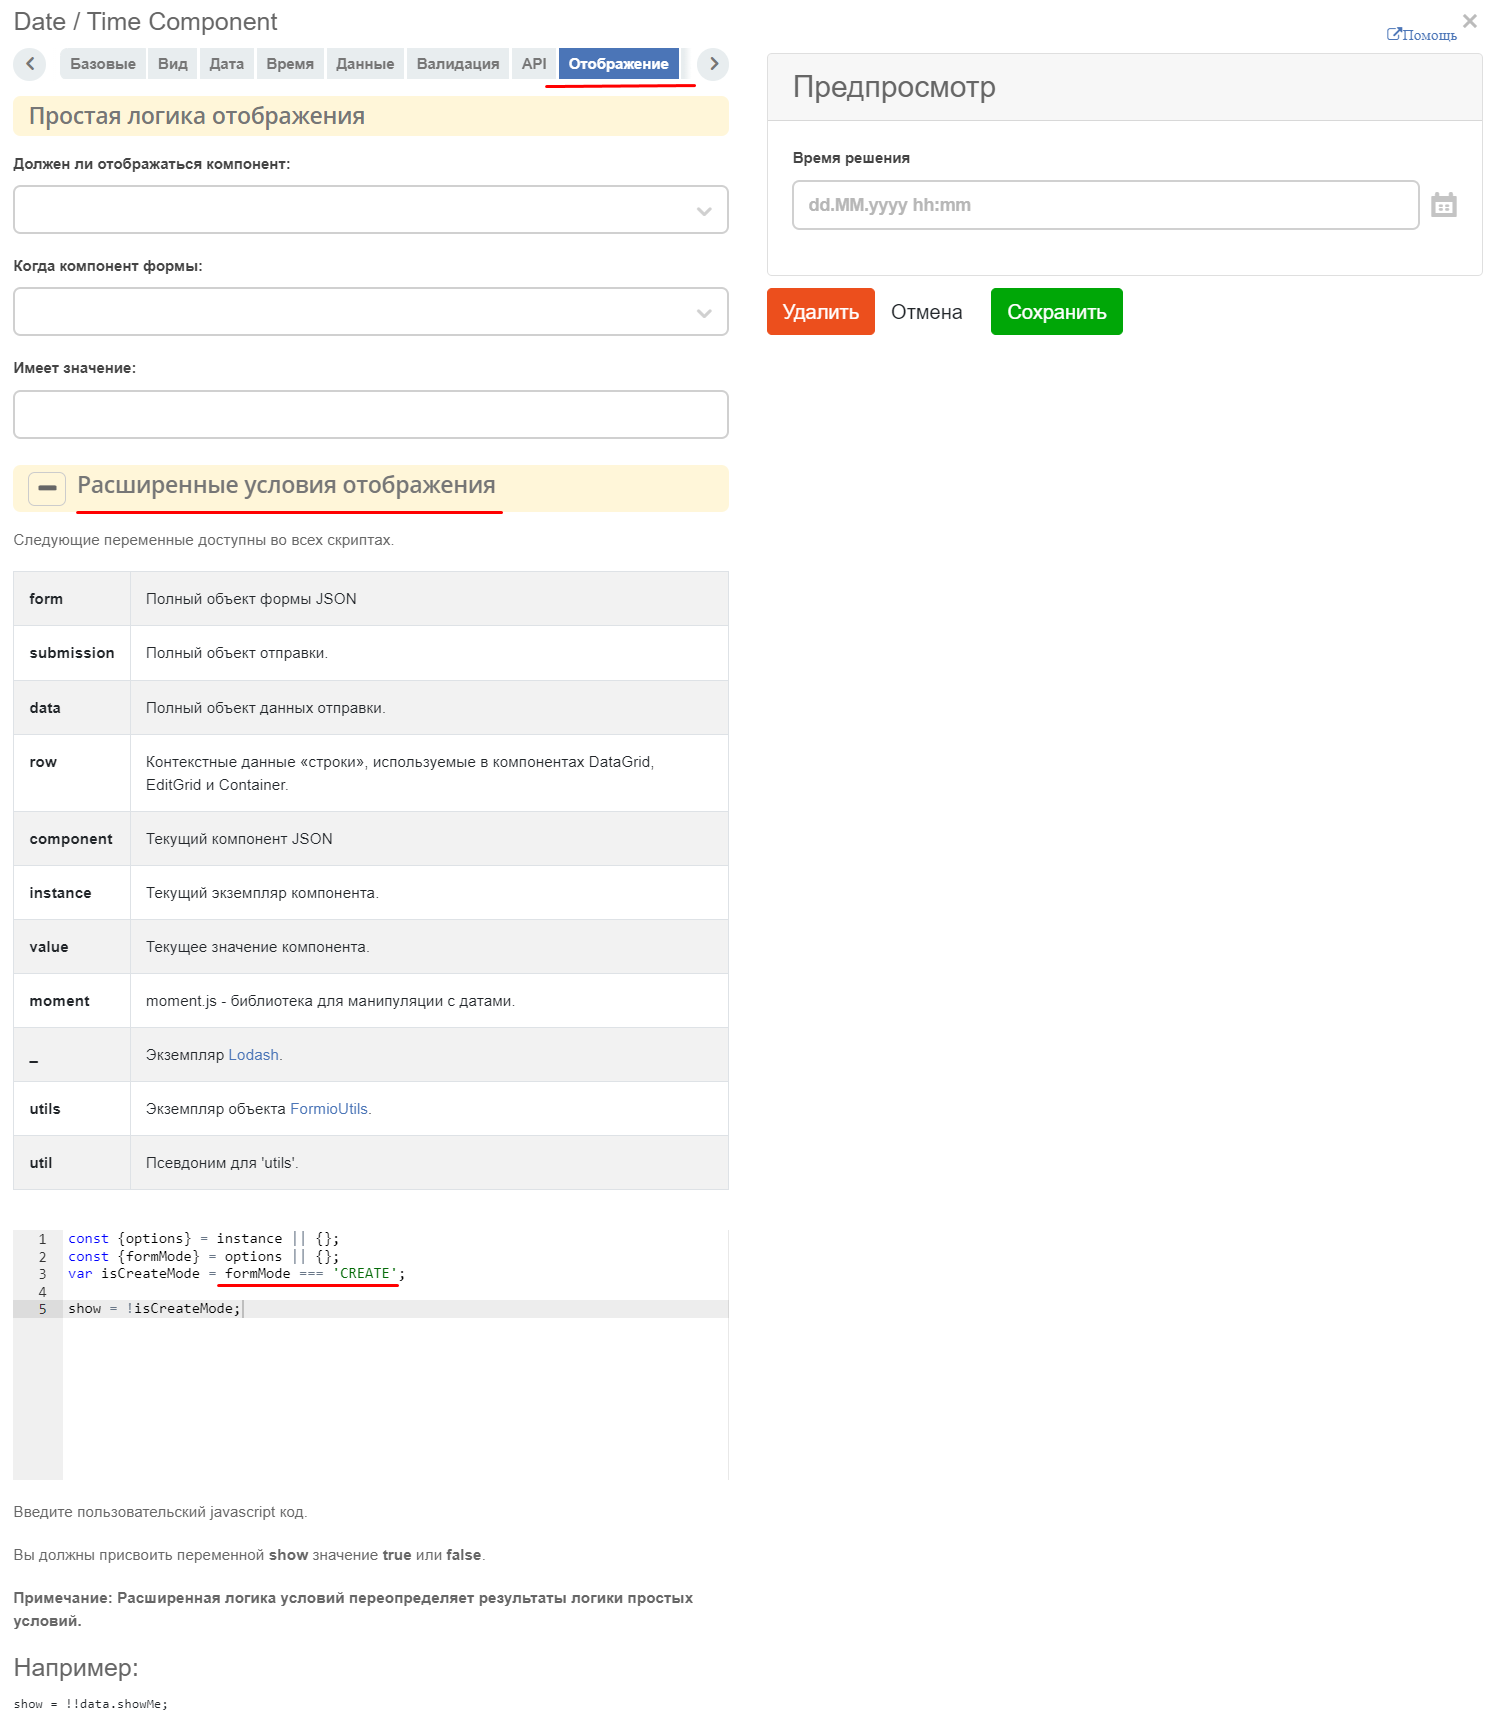 Date / Time Component
Помощь
Базовые Вид Дата Время Данные Валидация API Отображение
Простая логика отображения
Должен ли отображаться компонент:
Когда компонент формы:
Имеет значение:
Расширенные условия отображения
Следующие переменные доступны во всех скриптах.
form Полный объект формы JSON
submission Полный объект отправки.
data Полный объект данных отправки.
row Контекстные данные «строки», используемые в компонентах DataGrid,
EditGrid и Container.
component Текущий компонент JSON
instance Текущий экземпляр компонента.
value Текущее значение компонента.
moment moment.js - библиотека для манипуляции с датами.
_ Экземпляр Lodash.
utils Экземпляр объекта FormioUtils.
util Псевдоним для 'utils'.
1 const {options} = instance || {};
2 const {formMode} = options || {};
3 var isCreateMode = formMode === 'CREATE';
4
5 show = !isCreateMode;
Введите пользовательский javascript код.
Вы должны присвоить переменной show значение true или false.
Примечание: Расширенная логика условий переопределяет результаты логики простых
условий.
Например:
show = !!data.showMe;
Предпросмотр
Время решения
dd.MM.yyyy hh:mm
Удалить Отмена Сохранить